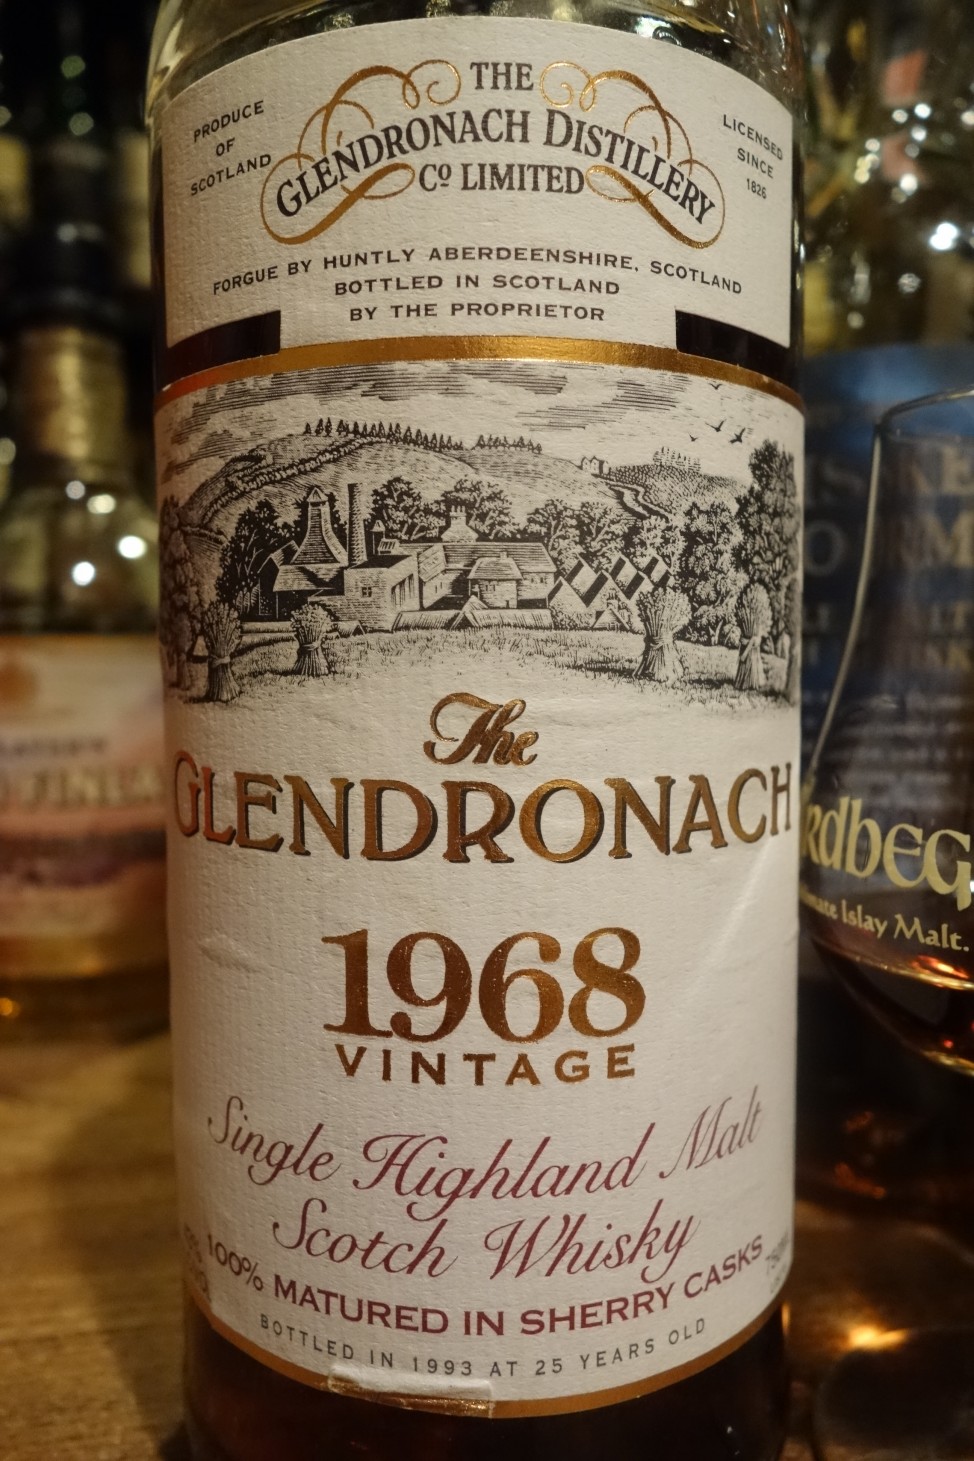 PRODUCE
OF
SCOTLAND
THE
GLENDRONACH DISTILLERY
Cº LIMITED
LICENSED
SINCE
1826
FORGUE BY HUNTLY ABERDEENSHIRE, SCOTLAND
BOTTLED IN SCOTLAND
BY THE PROPRIETOR
The
GLENDRONACH
1968
VINTAGE
Single Highland Malt
Scotch Whisky
100% MATURED IN SHERRY CASKS
BOTTLED IN 1993 AT 25 YEARS OLD
rdbeg
Islay Malt.